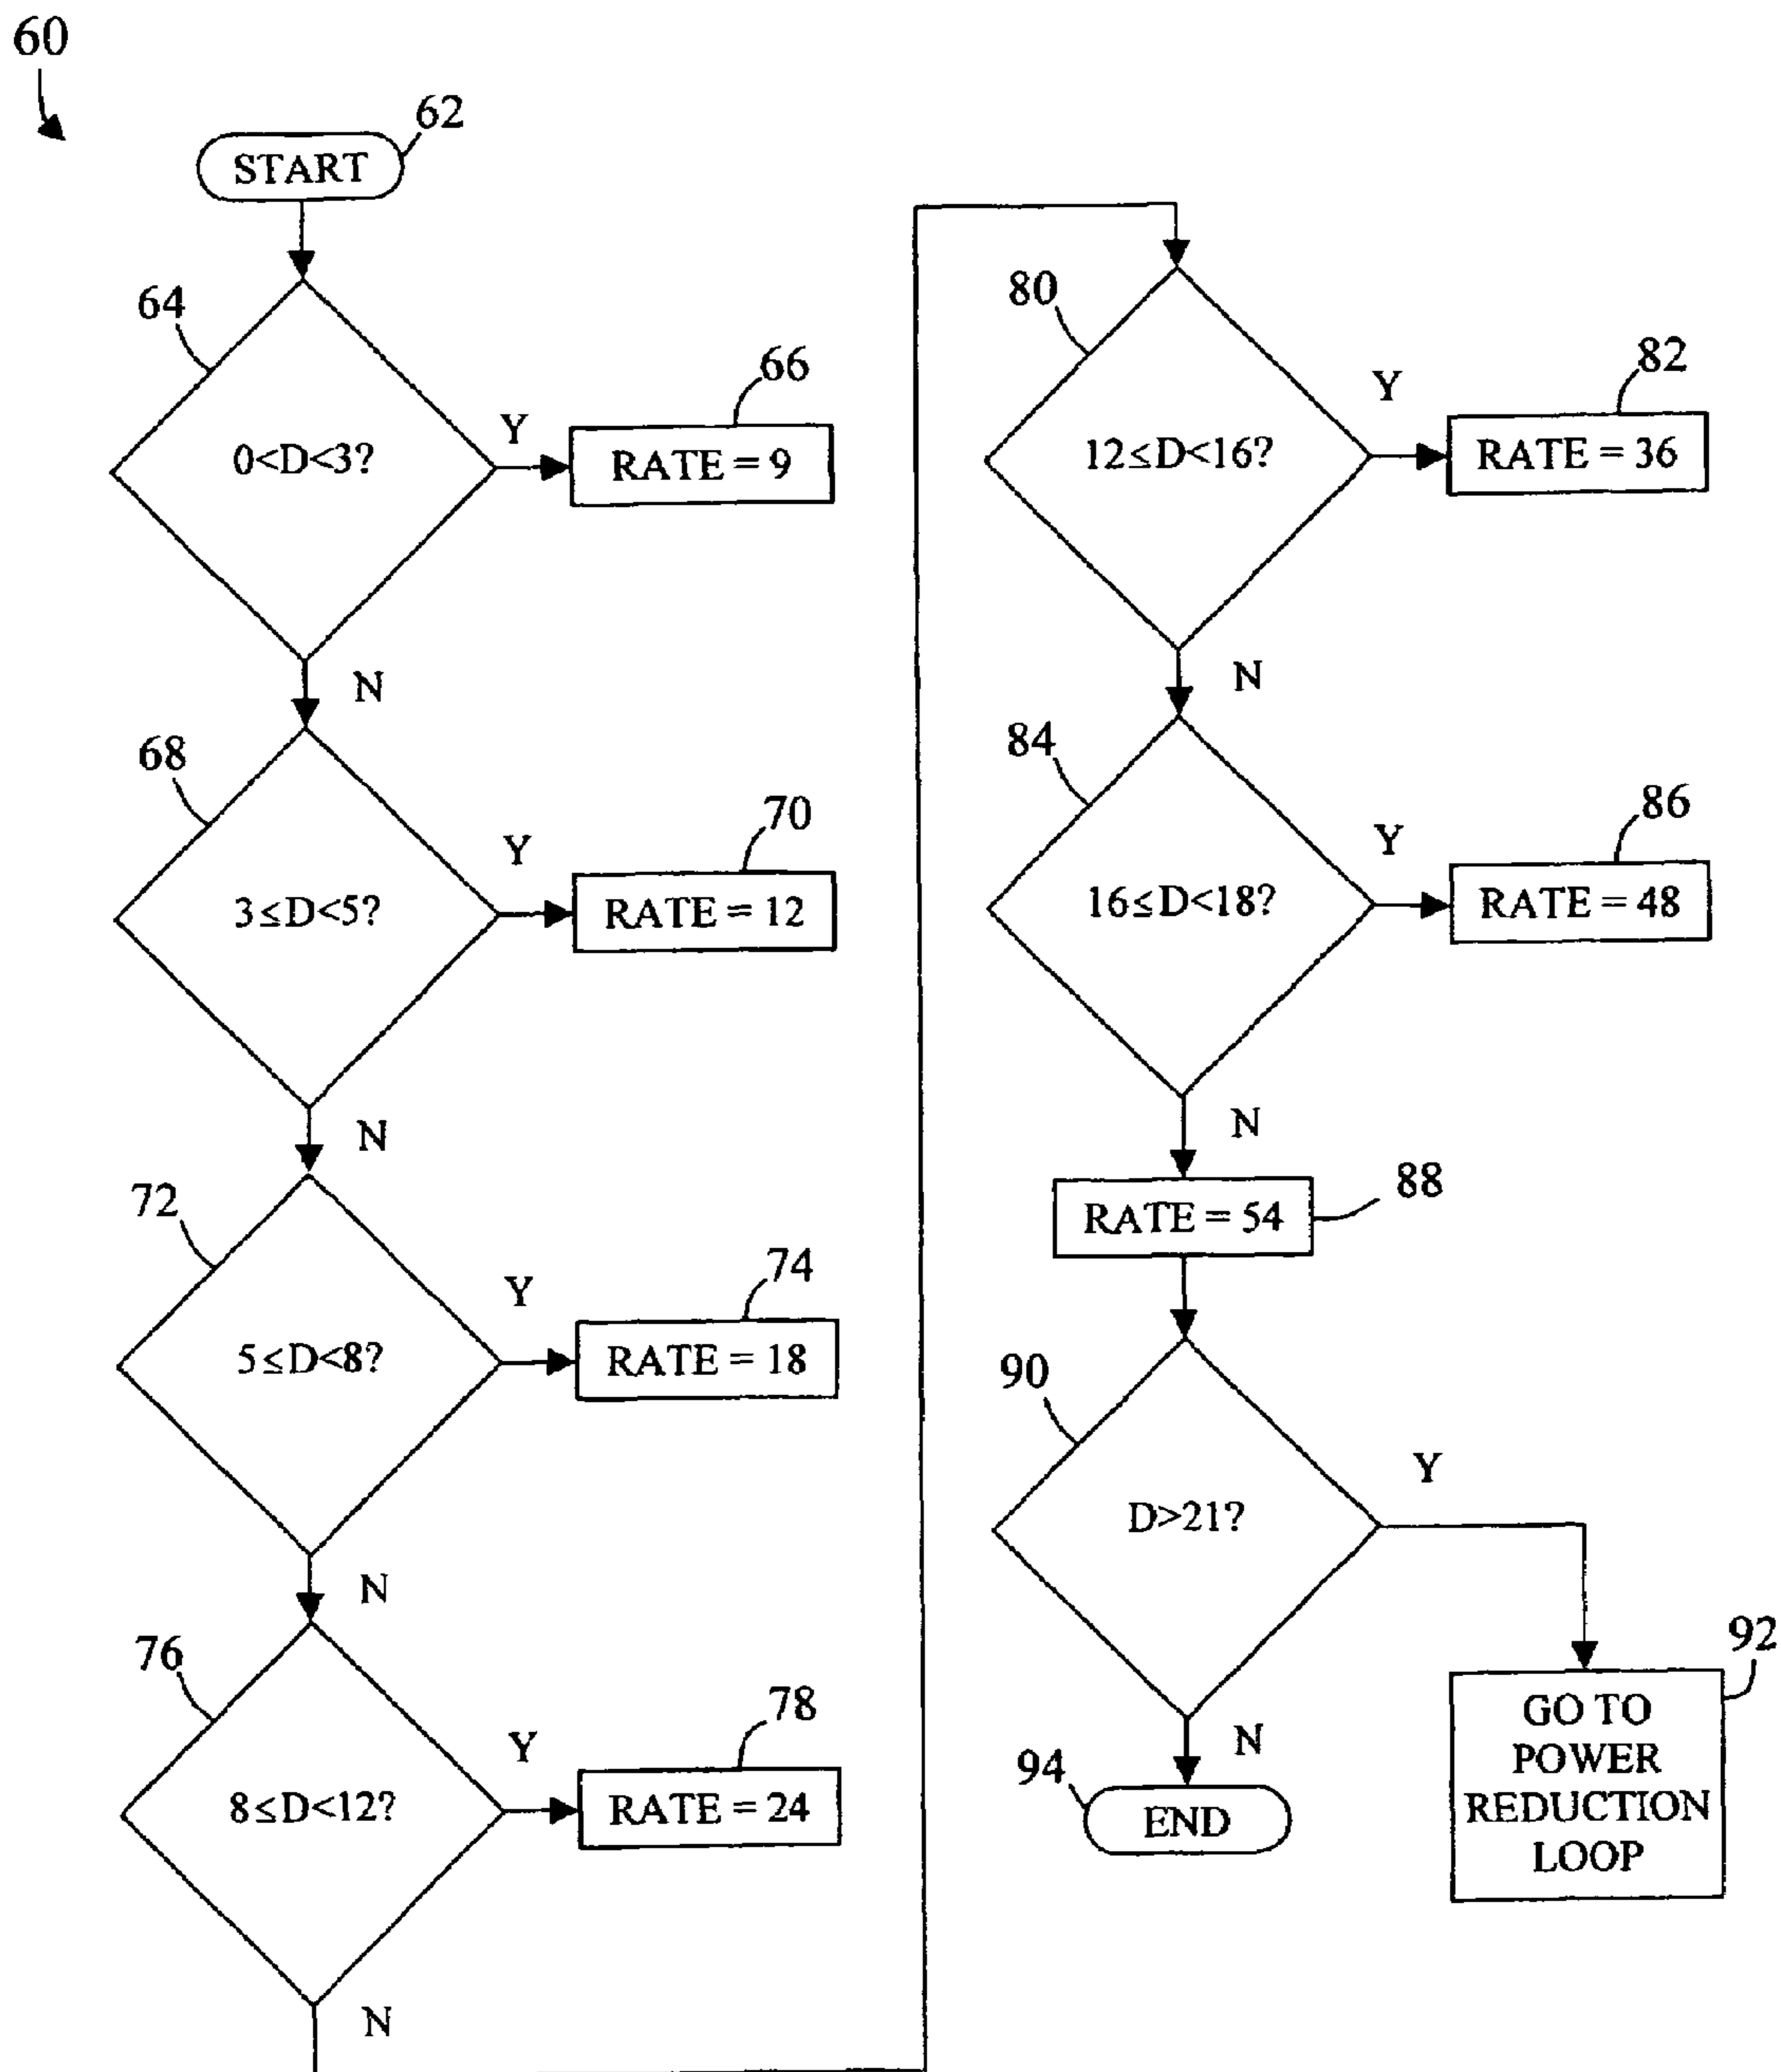 60
62
START
64
0<D<3?
Y
66
RATE = 9
N
68
3≤D<5?
Y
70
RATE = 12
N
72
5≤D<8?
Y
74
RATE = 18
N
76
8≤D<12?
Y
78
RATE = 24
N
80
12≤D<16?
Y
82
RATE = 36
N
84
16≤D<18?
Y
86
RATE = 48
N
88
RATE = 54
90
D>21?
Y
92
GO TO
POWER
REDUCTION
LOOP
N
94
END